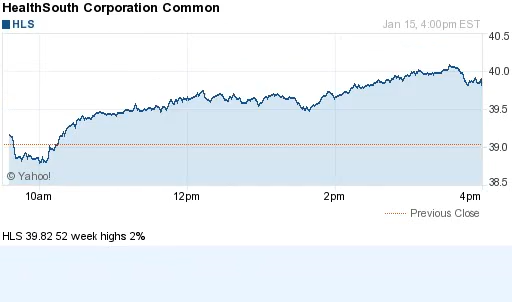 HealthSouth Corporation Common
HLS
Jan 15, 4:00pm EST
40.5
40.0
39.5
39.0
38.5
© Yahoo!
10am
12pm
2pm
4pm
Previous Close
HLS 39.82 52 week highs 2%